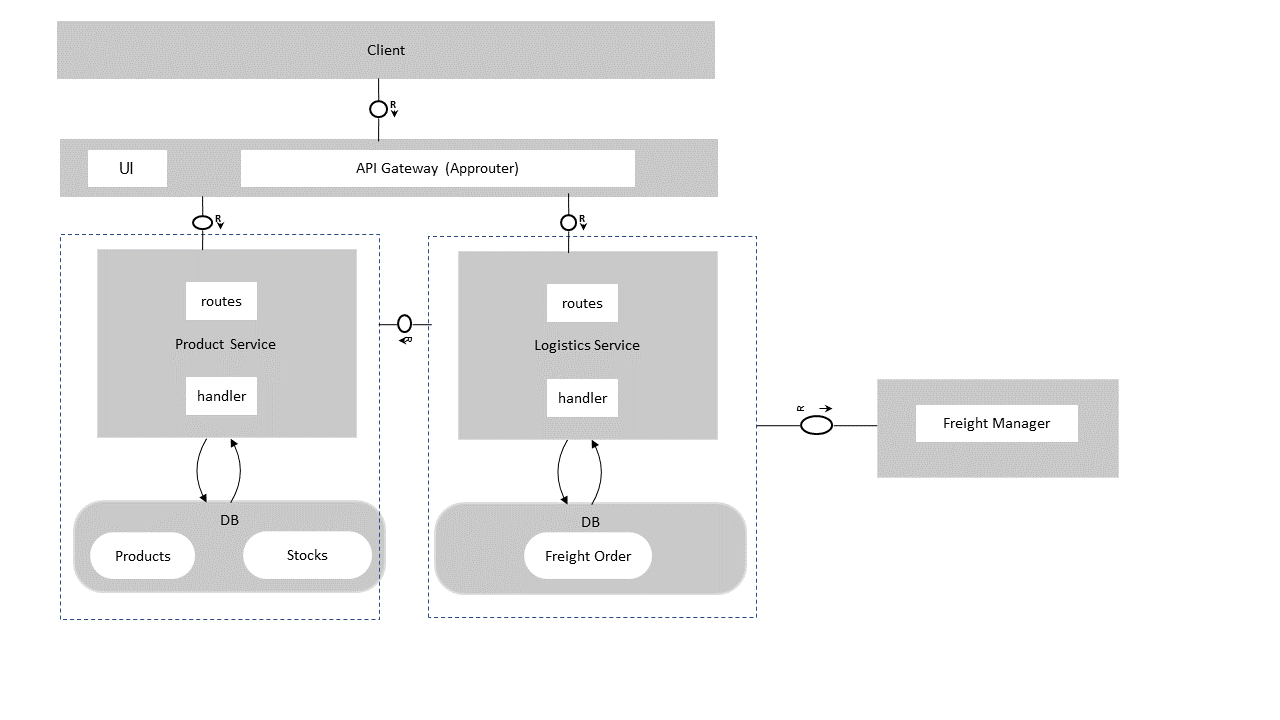 Client
R
UI
API Gateway (Approuter)
R
R
routes
routes
R
Product Service
Logistics Service
handler
handler
R
Freight Manager
DB
DB
Products
Stocks
Freight Order